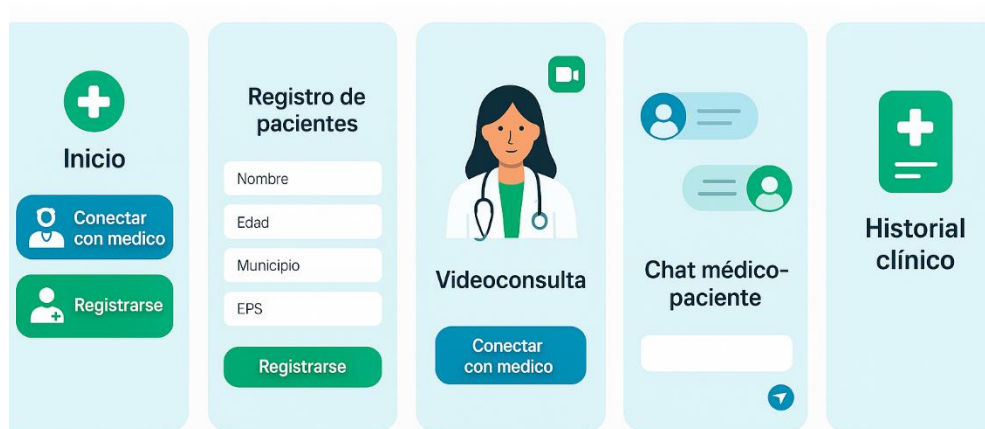 Inicio
Conectar
con medico
Registrarse
Registro de
pacientes
Nombre
Edad
Municipio
EPS
Registrarse
Videoconsulta
Conectar
con medico
Chat médico-
paciente
Historial
clínico